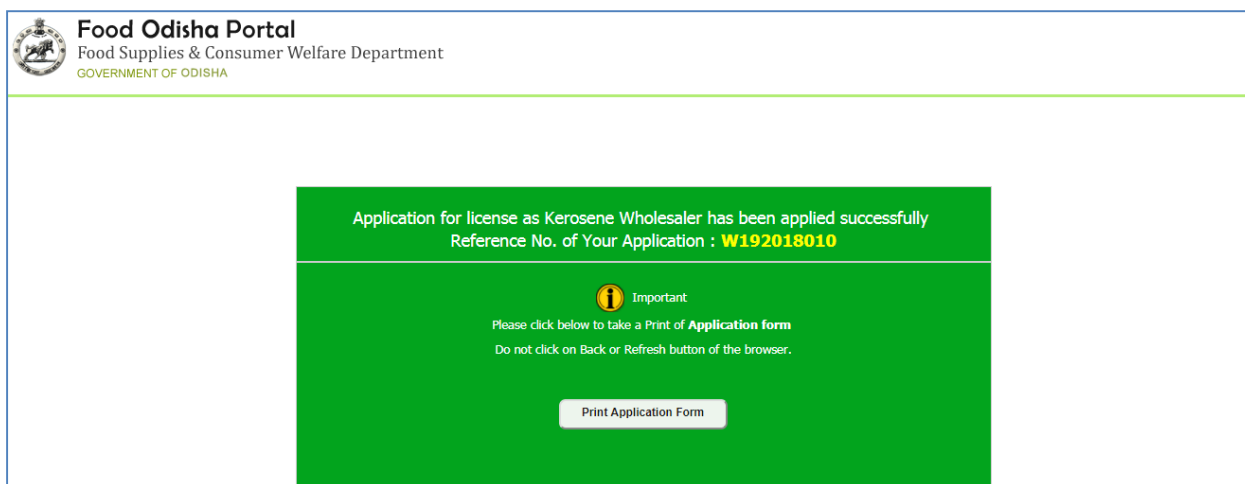 Food Odisha Portal
Food Supplies & Consumer Welfare Department
GOVERNMENT OF ODISHA
Application for license as Kerosene Wholesaler has been applied successfully
Reference No. of Your Application : W192018010
Important
Please click below to take a Print of Application form
Do not click on Back or Refresh button of the browser.
Print Application Form